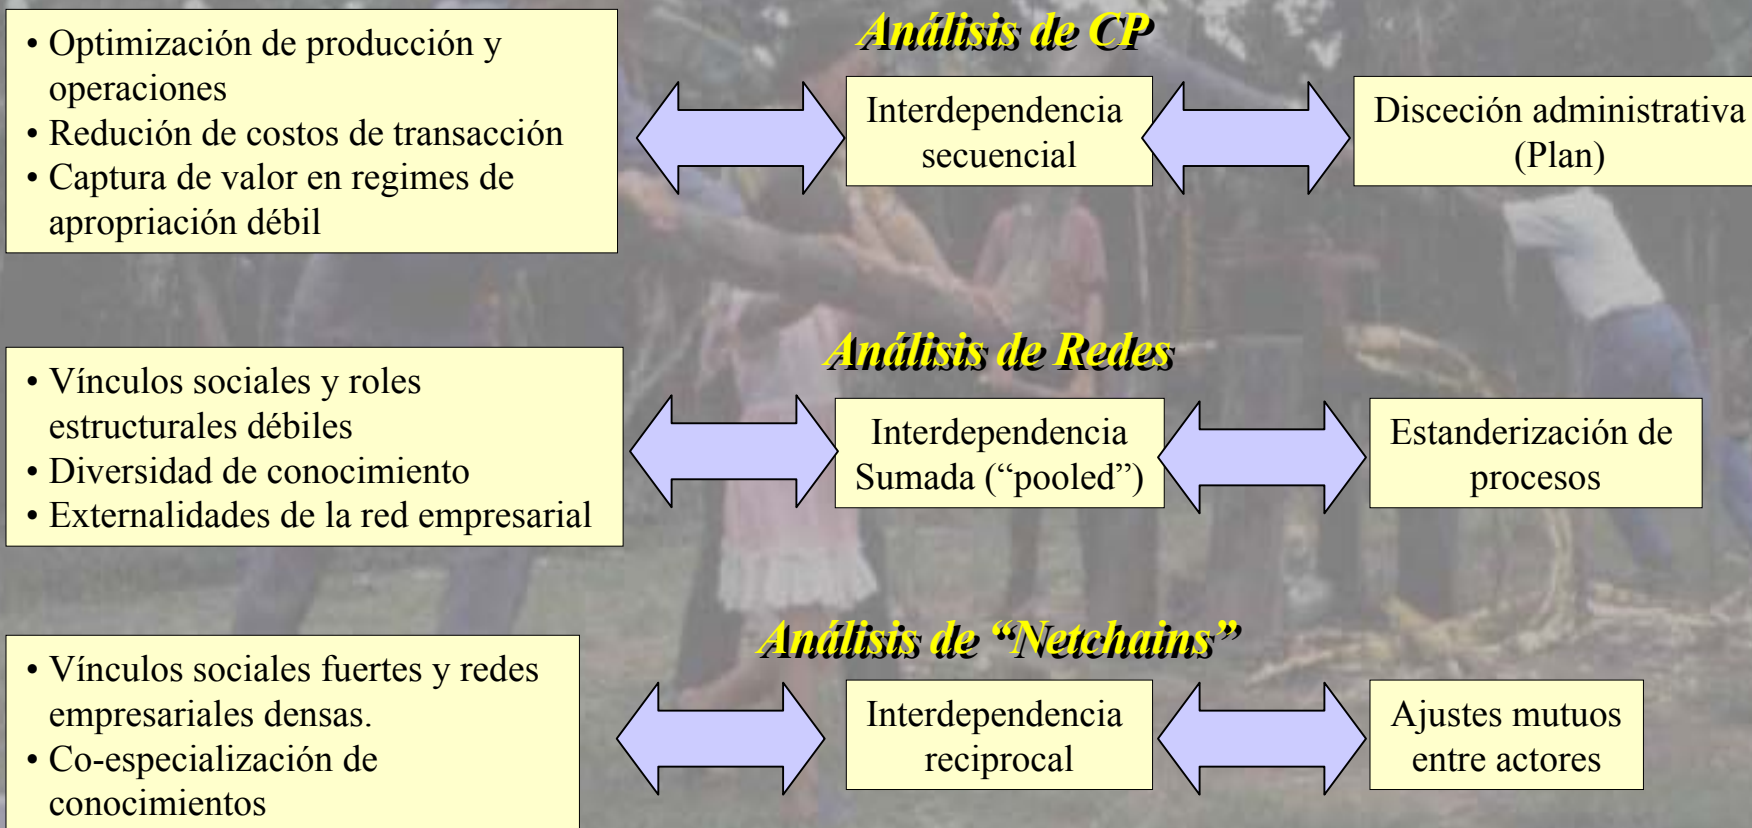 Análisis de CP
• Optimización de producción y
operaciones
• Redución de costos de transacción
• Captura de valor en regimes de
apropriación débil
Interdependencia
secuencial
Disceción administrativa
(Plan)
Análisis de Redes
• Vínculos sociales y roles
estructurales débiles
• Diversidad de conocimiento
• Externalidades de la red empresarial
Interdependencia
Sumada (“pooled”)
Estanderización de
procesos
Análisis de “Netchains”
• Vínculos sociales fuertes y redes
empresariales densas.
• Co-especialización de
conocimientos
Interdependencia
reciprocal
Ajustes mutuos
entre actores